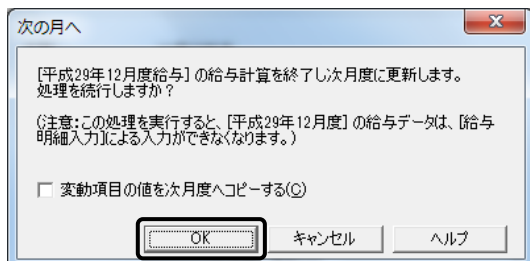 次の月へ
[平成29年12月度給与] の給与計算を終了し次月度に更新します。
処理を続行しますか？
(注意：この処理を実行すると、[平成29年12月度] の給与データは、[給与
明細入力]による入力ができなくなります。)
変動項目の値を次月度へコピーする(C)
OK
キャンセル
ヘルプ